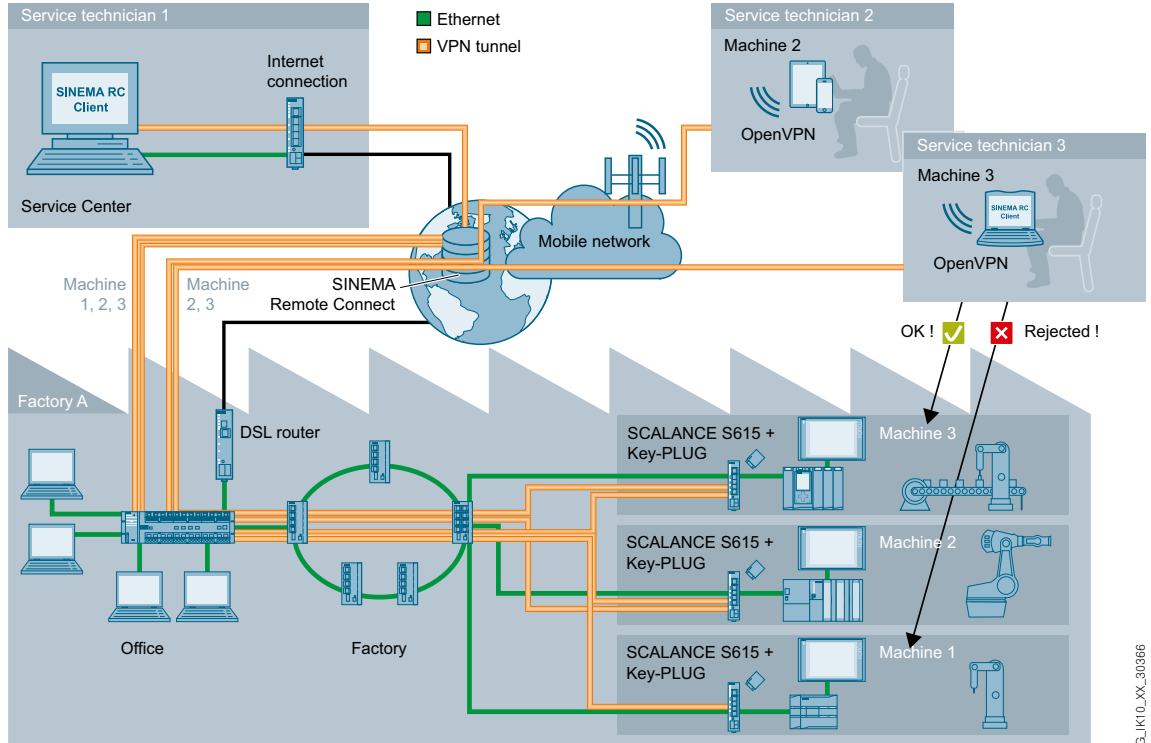 Service technician 1
Ethernet
VPN tunnel
Service technician 2
Machine 2
OpenVPN
Service technician 3
Machine 3
SINEMA RC
Client
OpenVPN
SINEMA RC
Client
Internet
connection
Service Center
Mobile network
Machine
1, 2, 3
Machine
2, 3
SINEMA
Remote Connect
OK !
Rejected !
Factory A
DSL router
SCALANCE S615 +
Key-PLUG
Machine 3
SCALANCE S615 +
Key-PLUG
Machine 2
SCALANCE S615 +
Key-PLUG
Machine 1
Office
Factory
G_IK10_XX_30366